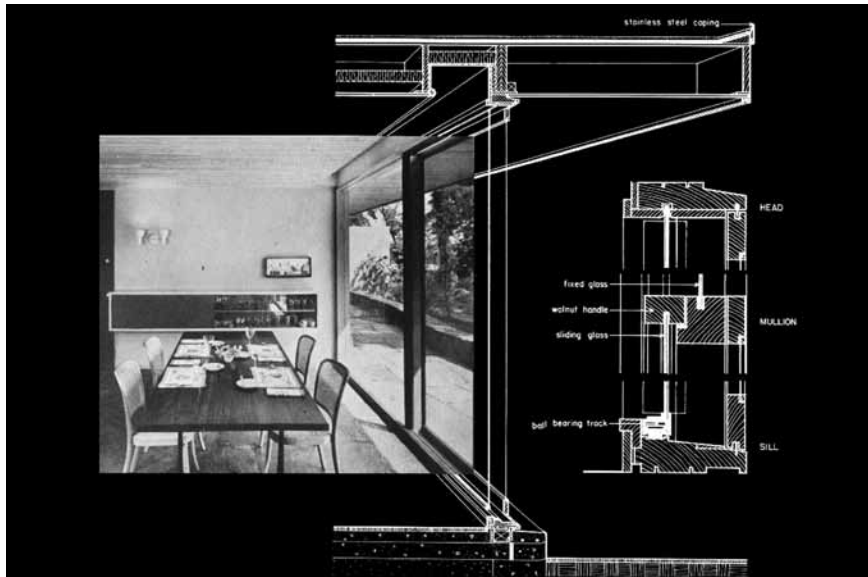 stainless steel coping
HEAD
fixed glass
walnut handle
MULLION
sliding glass
ball bearing track
SILL